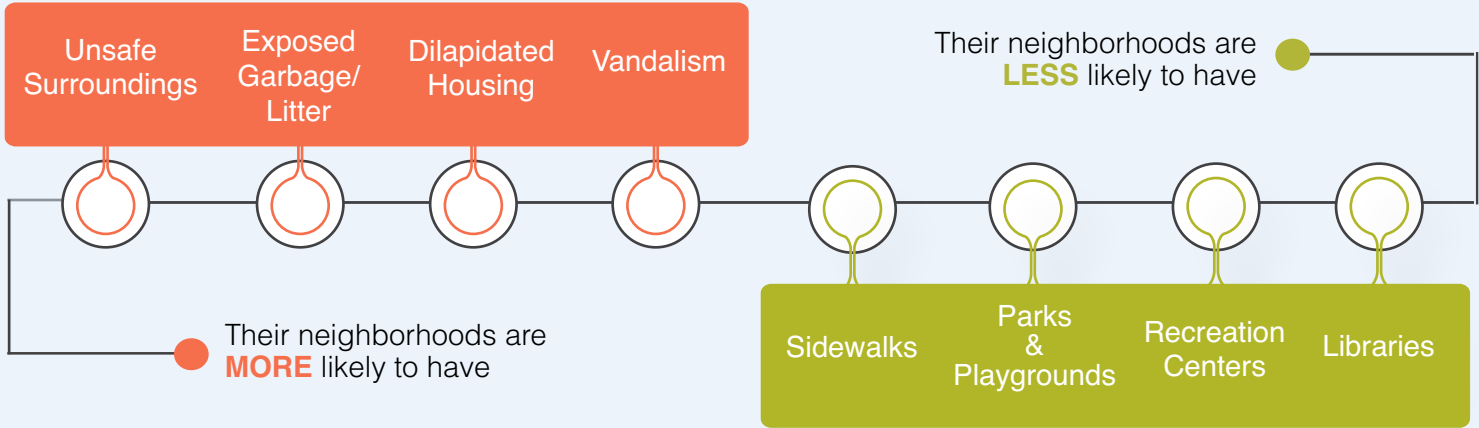 Unsafe
Surroundings
Exposed
Garbage/
Litter
Dilapidated
Housing
Vandalism
Their neighborhoods are
MORE likely to have
Their neighborhoods are
LESS likely to have
Sidewalks
Parks
&
Playgrounds
Recreation
Centers
Libraries